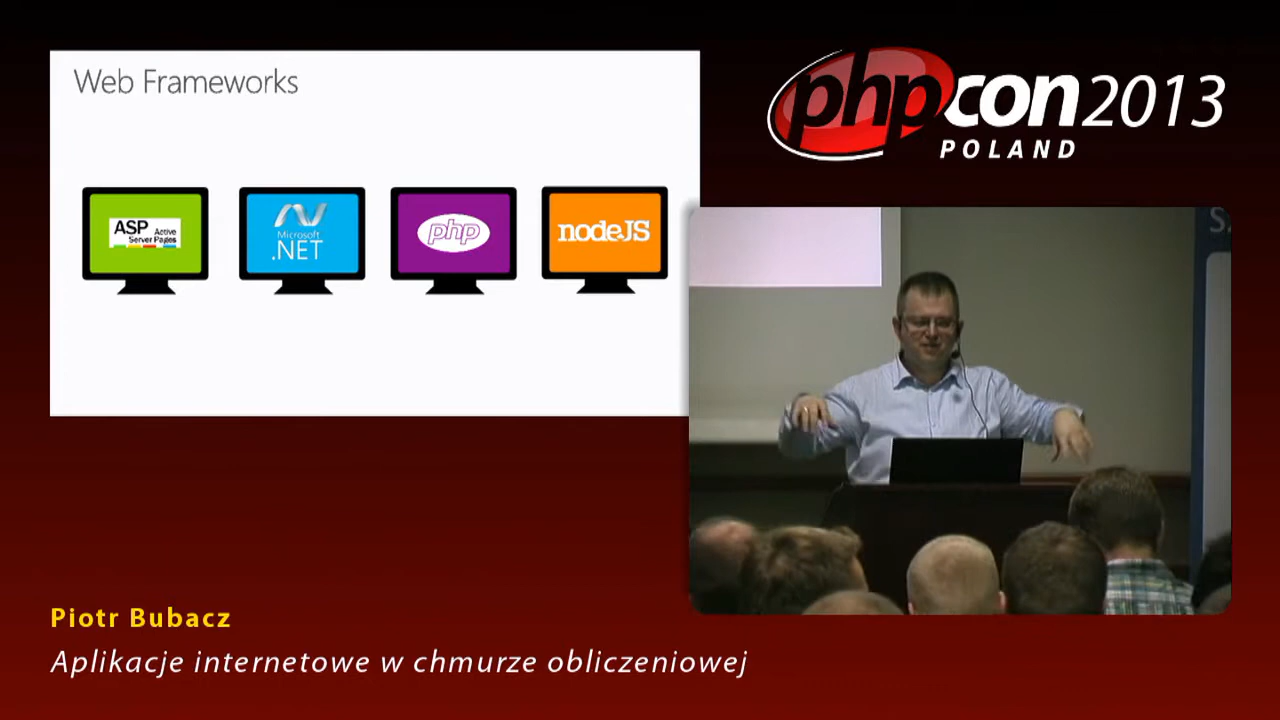 Web Frameworks
ASP Active
Server Pages
Microsoft
.NET
php
nodeJS
phpcon2013
POLAND
Piotr Bubacz
Aplikacje internetowe w chmurze obliczeniowej